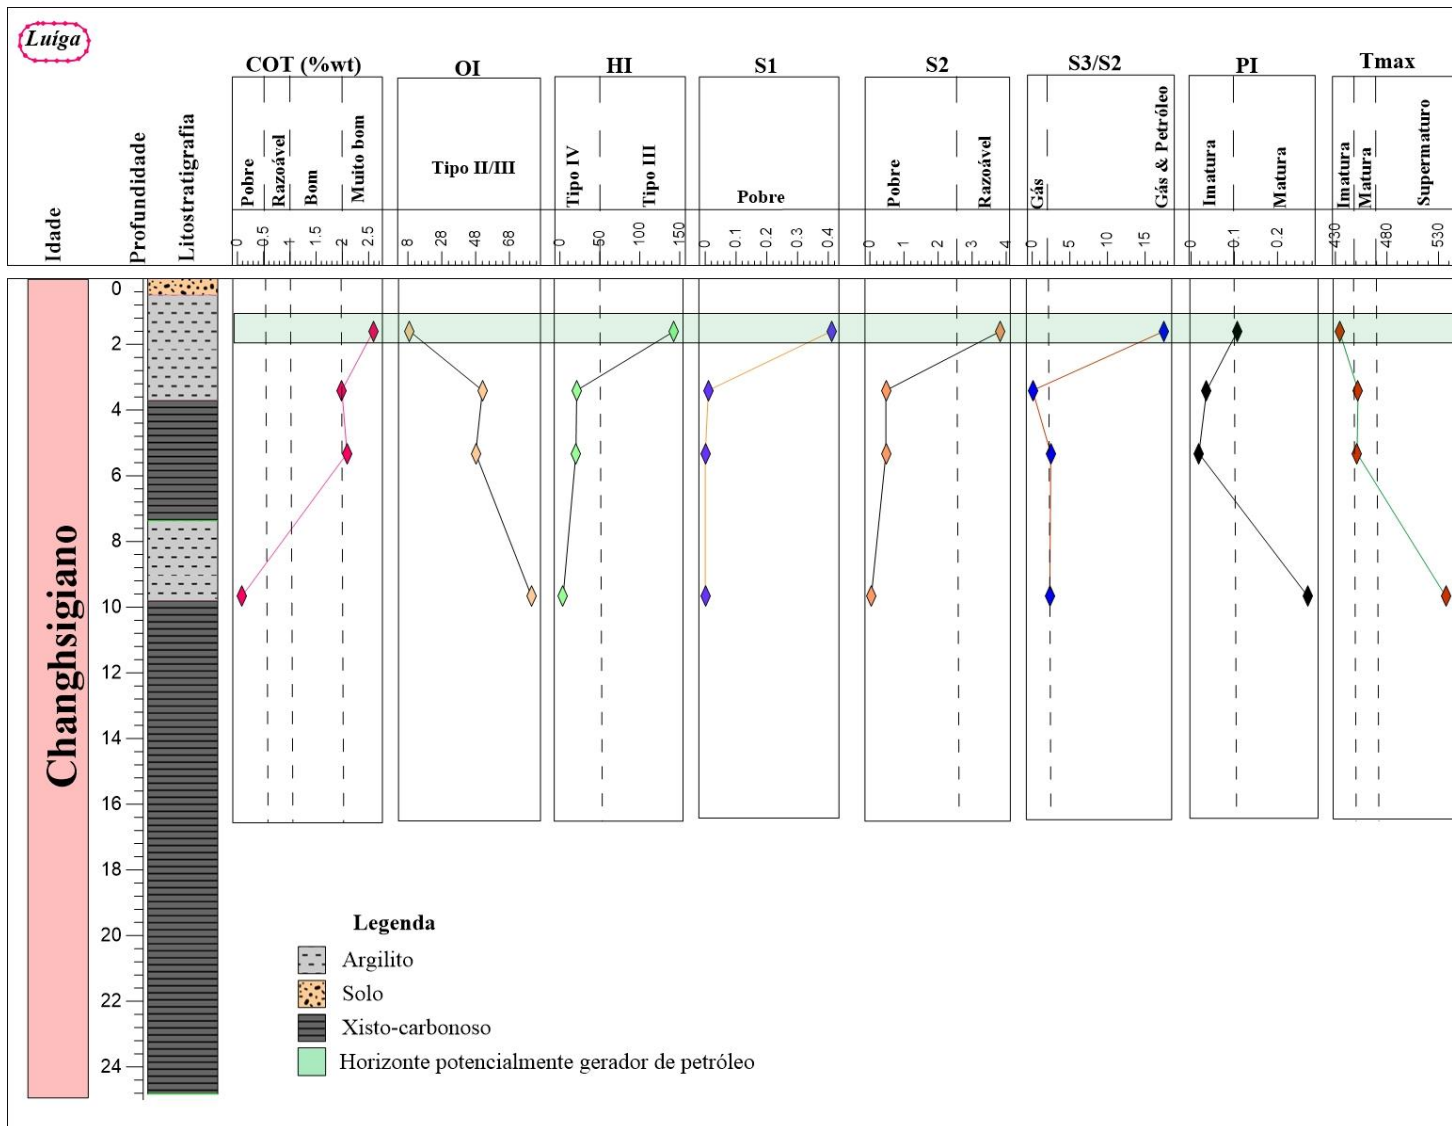 Luíga
COT (%wt)
OI
HI
S1
S2
S3/S2
PI
Tmax
Idade
Profundidade
Litostratigrafia
Pobre
Razoável
Bom
Muito bom
Tipo II/III
Tipo IV
Tipo III
Pobre
Pobre
Razoável
Gás
Gás & Petróleo
Imatura
Matura
Imatura
Matura
Supermaturo
0 0.5 1 1.5 2 2.5
8 28 48 68
0 50 100 150
0 0.1 0.2 0.3 0.4
0 1 2 3 4
0 5 10 15
0 0.1 0.2
430 480 530
Changhsigiano
0
2
4
6
8
10
12
14
16
18
20
22
24
Legenda
Argilito
Solo
Xisto-carbonoso
Horizonte potencialmente gerador de petróleo